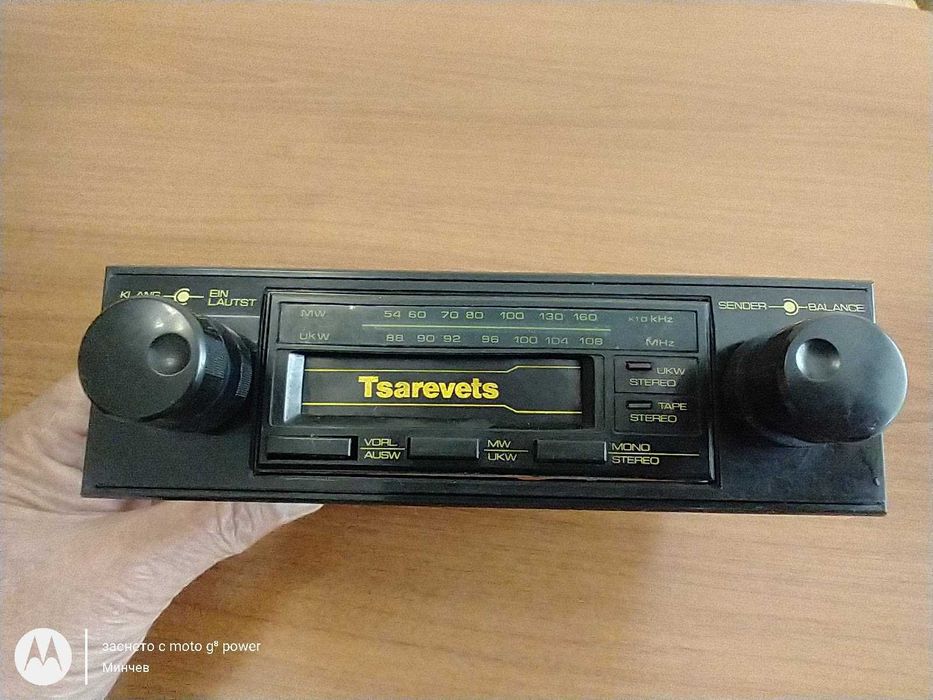 KLANG EIN
LAUTST
SENDER BALANCE
MW 54 60 70 80 100 130 160 x10 kHz
UKW 88 90 92 96 100 104 108 MHz
Tsarevets
UKW
STEREO
TAPE
STEREO
VORL
AUSW
MW
UKW
MONO
STEREO
заснето с moto g⁸ power
Минчев